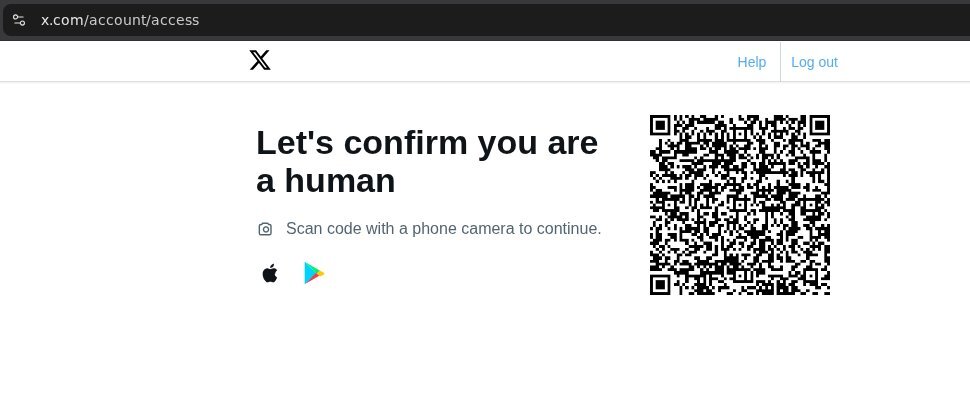 x.com/account/access
Help
Log out
Let's confirm you are
a human
Scan code with a phone camera to continue.